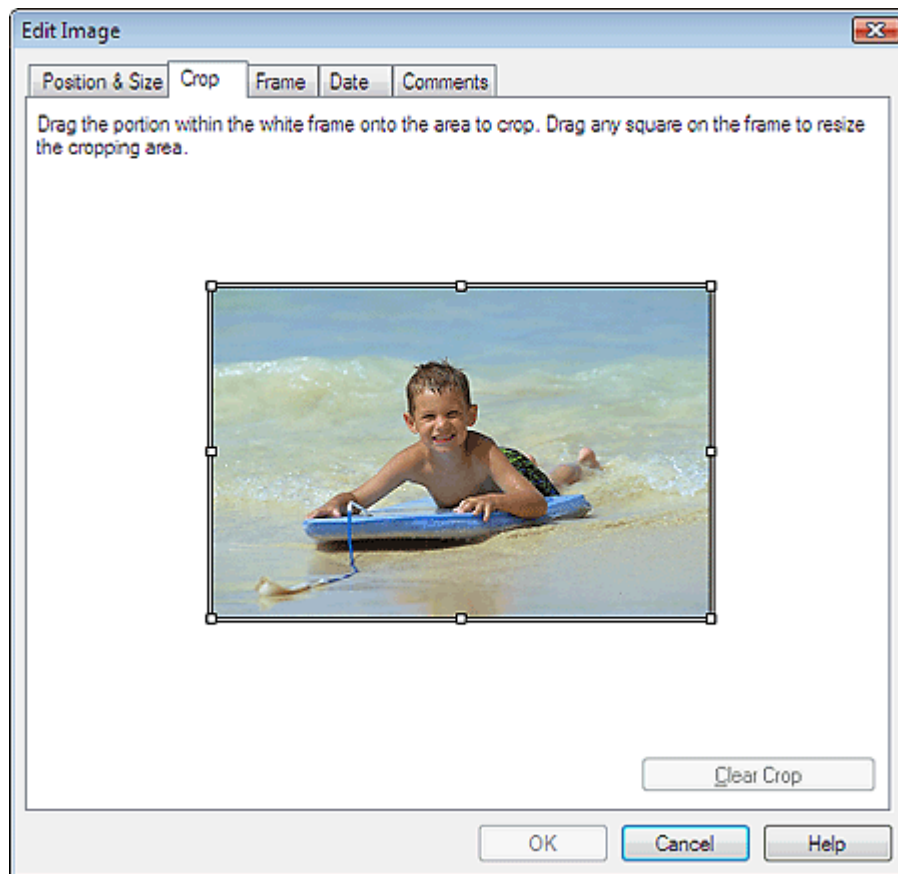 Edit Image
Position & Size Crop Frame Date Comments
Drag the portion within the white frame onto the area to crop. Drag any square on the frame to resize
the cropping area.
Clear Crop
OK Cancel Help